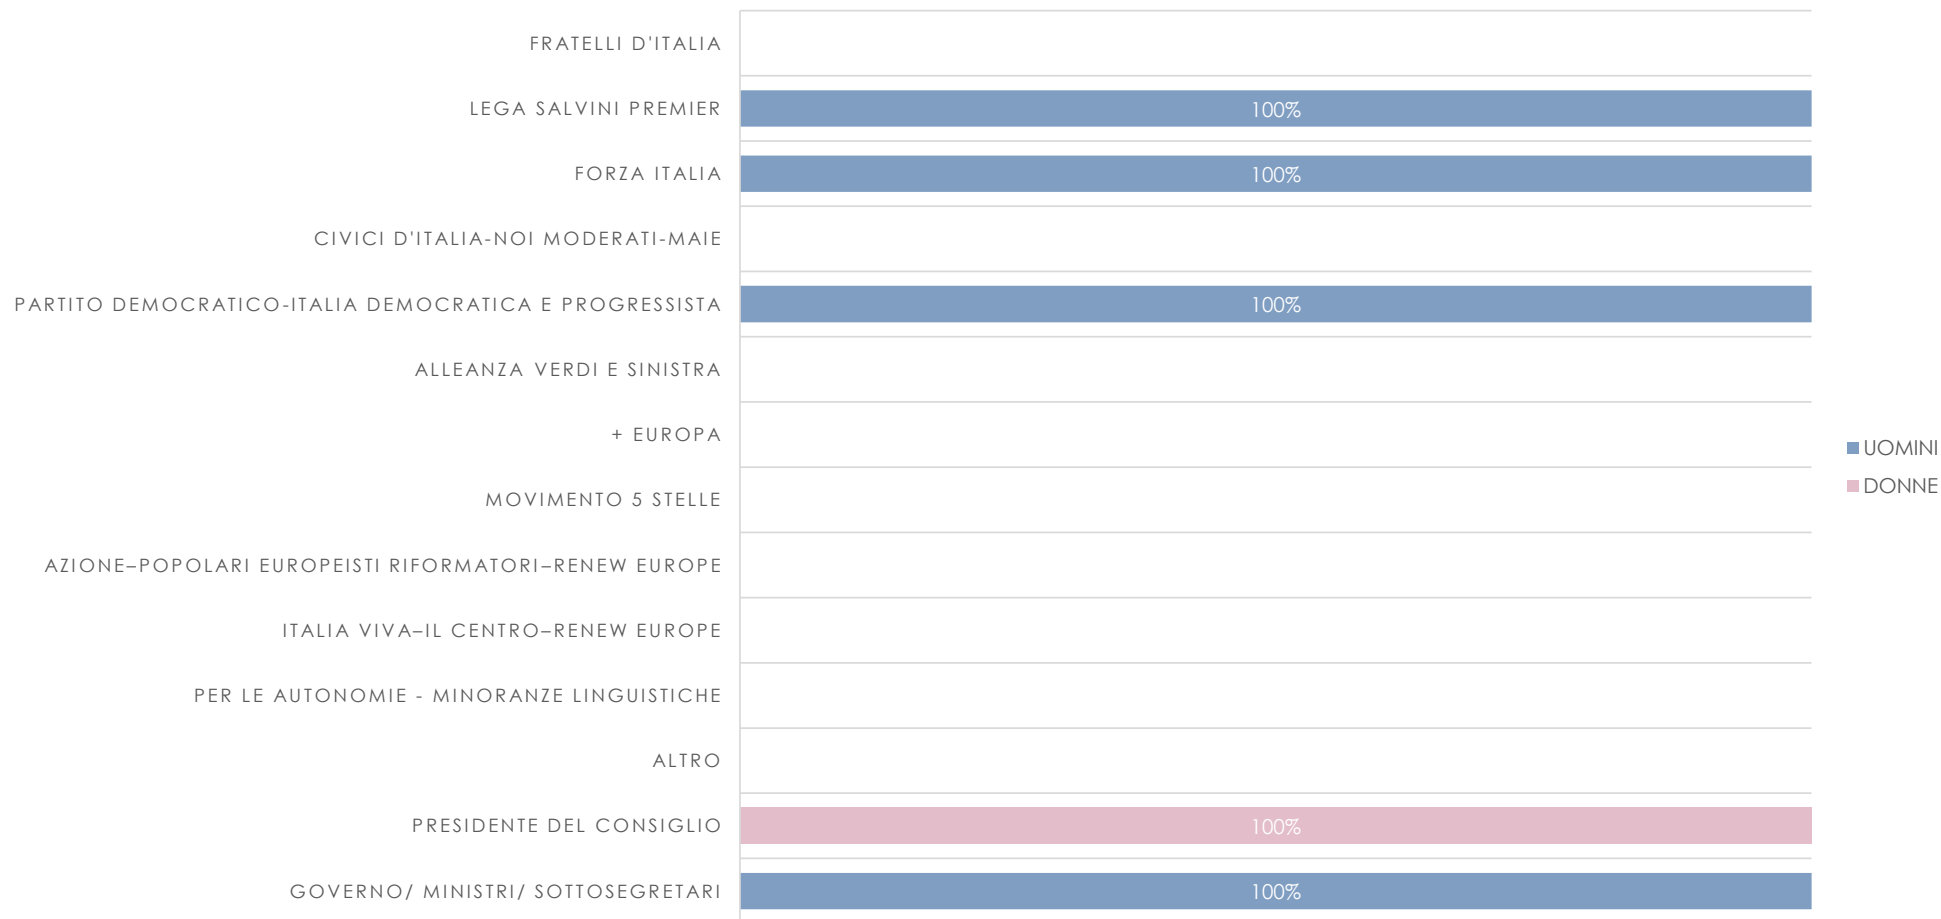 FRATELLI D'ITALIA
LEGA SALVINI PREMIER 100%
FORZA ITALIA 100%
CIVICI D'ITALIA-NOI MODERATI-MAIE
PARTITO DEMOCRATICO-ITALIA DEMOCRATICA E PROGRESSISTA 100%
ALLEANZA VERDI E SINISTRA
+ EUROPA
MOVIMENTO 5 STELLE
AZIONE–POPOLARI EUROPEISTI RIFORMATORI–RENEW EUROPE
ITALIA VIVA–IL CENTRO–RENEW EUROPE
PER LE AUTONOMIE - MINORANZE LINGUISTICHE
ALTRO
PRESIDENTE DEL CONSIGLIO 100%
GOVERNO/ MINISTRI/ SOTTOSEGRETARI 100%
UOMINI
DONNE